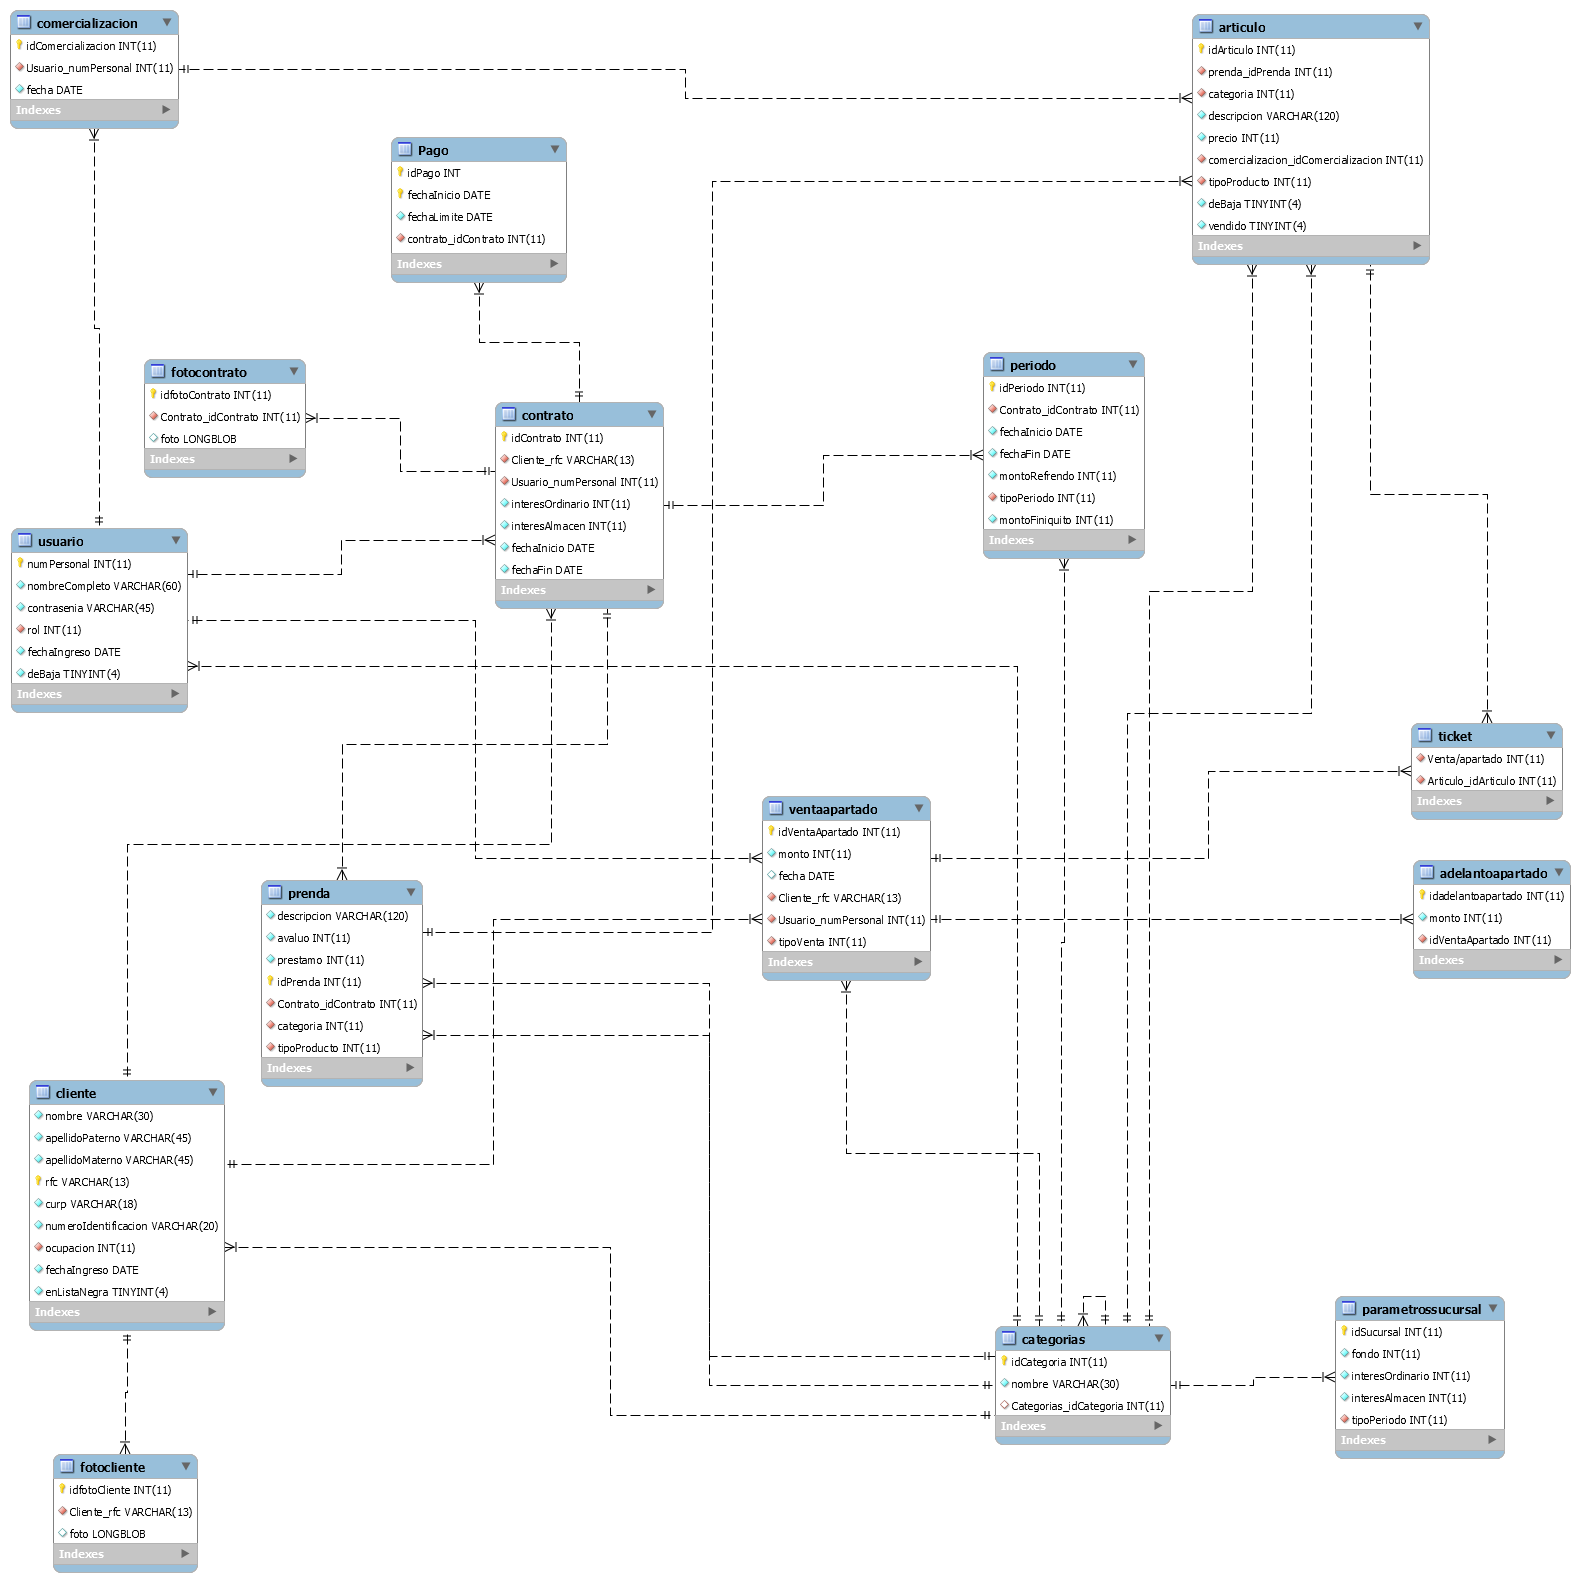 comercializacion
idComercializacion INT(11)
Usuario_numPersonal INT(11)
fecha DATE
Indexes
articulo
idArticulo INT(11)
prenda_idPrenda INT(11)
categoria INT(11)
descripcion VARCHAR(120)
precio INT(11)
comercializacion_idComercializacion INT(11)
tipoProducto INT(11)
deBaja TINYINT(4)
vendido TINYINT(4)
Indexes
Pago
idPago INT
fechaInicio DATE
fechaLimite DATE
contrato_idContrato INT(11)
Indexes
fotocontrato
idfotoContrato INT(11)
Contrato_idContrato INT(11)
foto LONGBLOB
Indexes
contrato
idContrato INT(11)
Cliente_rfc VARCHAR(13)
Usuario_numPersonal INT(11)
interesOrdinario INT(11)
interesAlmacen INT(11)
fechaInicio DATE
fechaFin DATE
Indexes
periodo
idPeriodo INT(11)
Contrato_idContrato INT(11)
fechaInicio DATE
fechaFin DATE
montoRefrendo INT(11)
tipoPeriodo INT(11)
montoFiniquito INT(11)
Indexes
usuario
numPersonal INT(11)
nombreCompleto VARCHAR(60)
contrasenia VARCHAR(45)
rol INT(11)
fechaIngreso DATE
deBaja TINYINT(4)
Indexes
ticket
Venta/apartado INT(11)
Articulo_idArticulo INT(11)
Indexes
ventaapartado
idVentaApartado INT(11)
monto INT(11)
fecha DATE
Cliente_rfc VARCHAR(13)
Usuario_numPersonal INT(11)
tipoVenta INT(11)
Indexes
adelantoapartado
idadelantoapartado INT(11)
monto INT(11)
idVentaApartado INT(11)
Indexes
prenda
descripcion VARCHAR(120)
avaluo INT(11)
prestamo INT(11)
idPrenda INT(11)
Contrato_idContrato INT(11)
categoria INT(11)
tipoProducto INT(11)
Indexes
cliente
nombre VARCHAR(30)
apellidoPaterno VARCHAR(45)
apellidoMaterno VARCHAR(45)
rfc VARCHAR(13)
curp VARCHAR(18)
numeroIdentificacion VARCHAR(20)
ocupacion INT(11)
fechaIngreso DATE
enListaNegra TINYINT(4)
Indexes
categorias
idCategoria INT(11)
nombre VARCHAR(30)
Categorias_idCategoria INT(11)
Indexes
parametrossucursal
idSucursal INT(11)
fondo INT(11)
interesOrdinario INT(11)
interesAlmacen INT(11)
tipoPeriodo INT(11)
Indexes
fotocliente
idfotoCliente INT(11)
Cliente_rfc VARCHAR(13)
foto LONGBLOB
Indexes